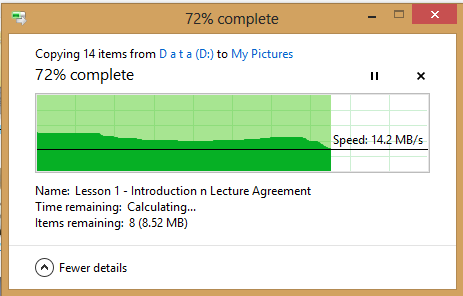 72% complete
Copying 14 items from D a t a (D:) to My Pictures
72% complete
Speed: 14.2 MB/s
Name: Lesson 1 - Introduction n Lecture Agreement
Time remaining: Calculating...
Items remaining: 8 (8.52 MB)
Fewer details